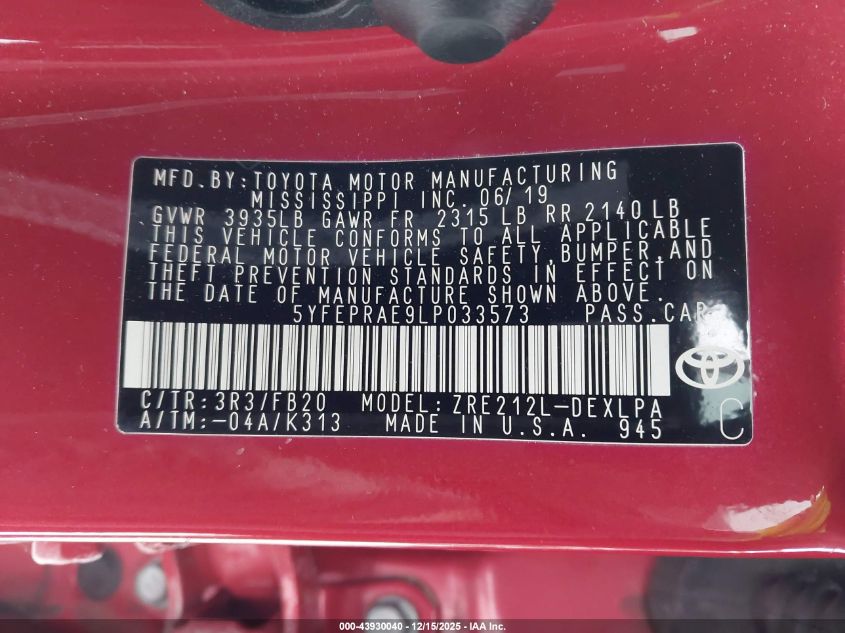 MFD.BY:TOYOTA MOTOR MANUFACTURING
MISSISSIPPI INC. 06/19
GVWR 3935LB GAWR FR 2315 LB RR 2140 LB
THIS VEHICLE CONFORMS TO ALL APPLICABLE
FEDERAL MOTOR VEHICLE SAFETY,BUMPER,AND
THEFT PREVENTION STANDARDS IN EFFECT ON
THE DATE OF MANUFACTURE SHOWN ABOVE.
5YFEPRAE9LP033573 PASS.CAR
C/TR:3R3/FB20 MODEL:ZRE212L-DEXLPA
A/TM:-04A/K313 MADE IN U.S.A. 945 C
000-43930040 - 12/15/2025 - IAA Inc.